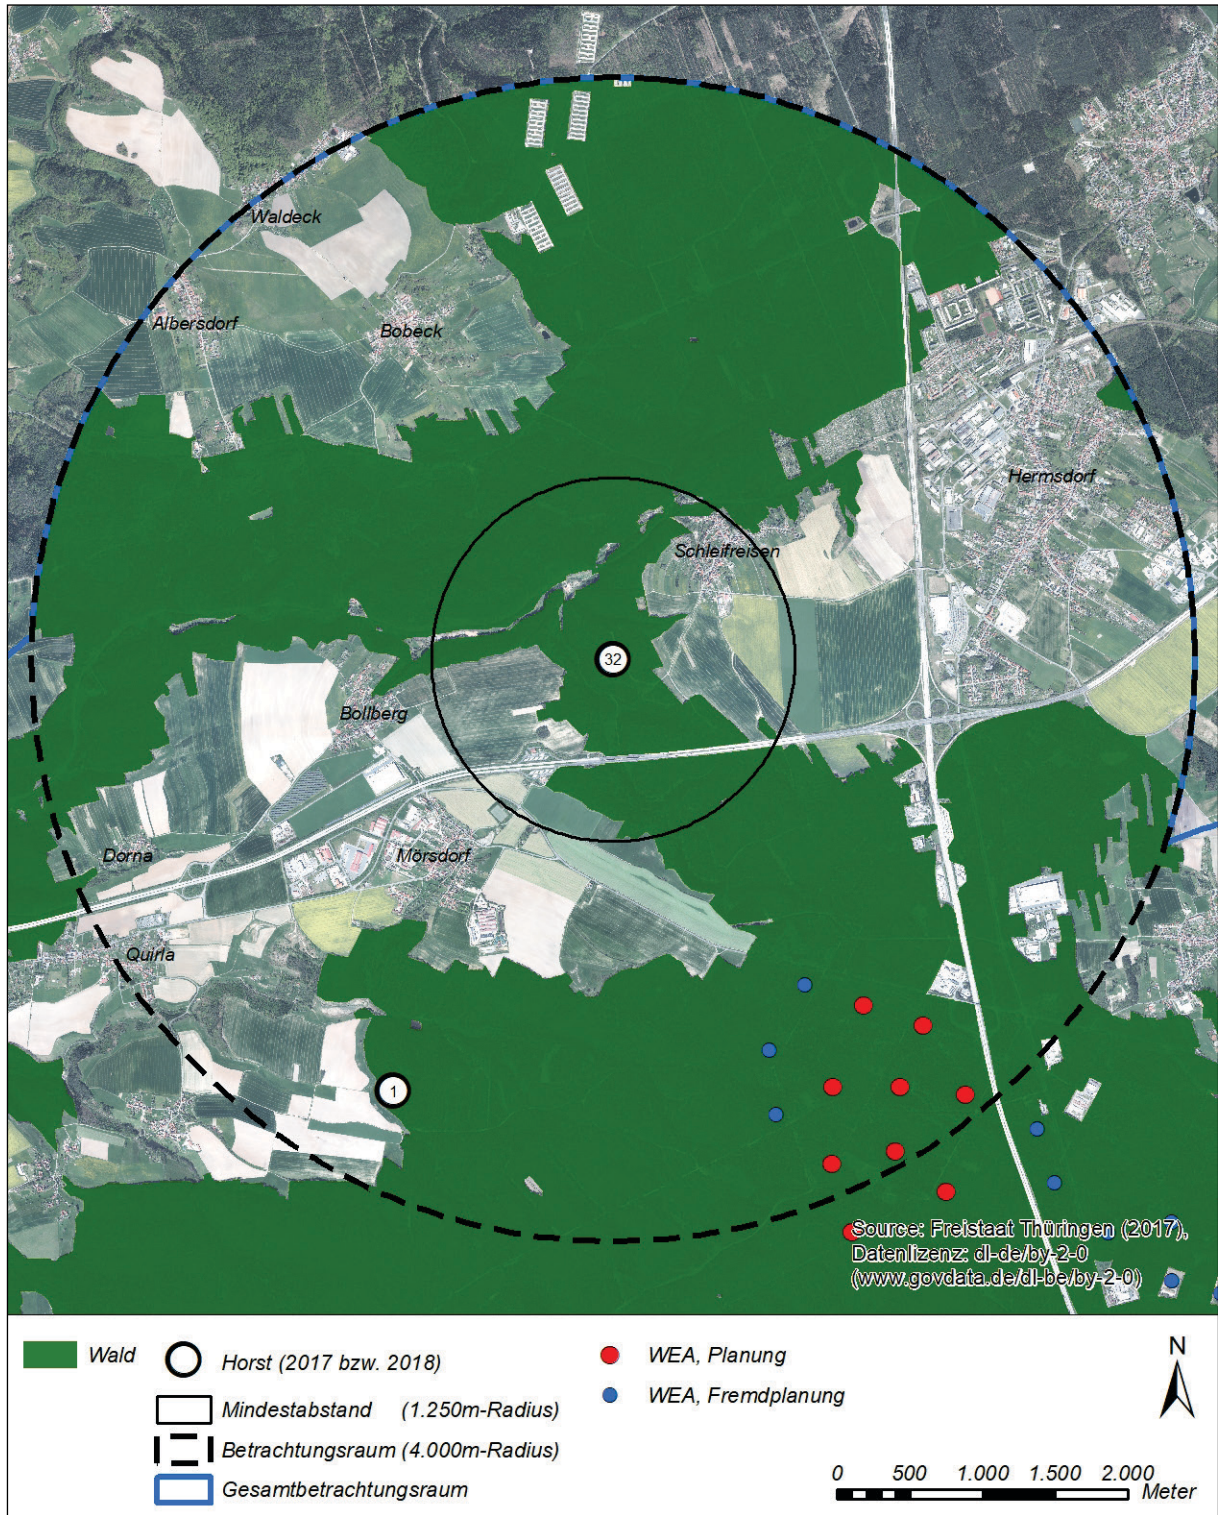 Waldeck
Albersdorf
Bobeck
Hermsdorf
Schleifreisen
32
Bollberg
Dorna
Mörsdorf
Quirla
1
Source: Freistaat Thüringen (2017),
Datenlizenz: dl-de/by-2-0
(www.govdata.de/dl-be/by-2-0)
Wald
Horst (2017 bzw. 2018)
Mindestabstand (1.250m-Radius)
Betrachtungsraum (4.000m-Radius)
Gesamtbetrachtungsraum
WEA, Planung
WEA, Fremdplanung
N
0 500 1.000 1.500 2.000
Meter